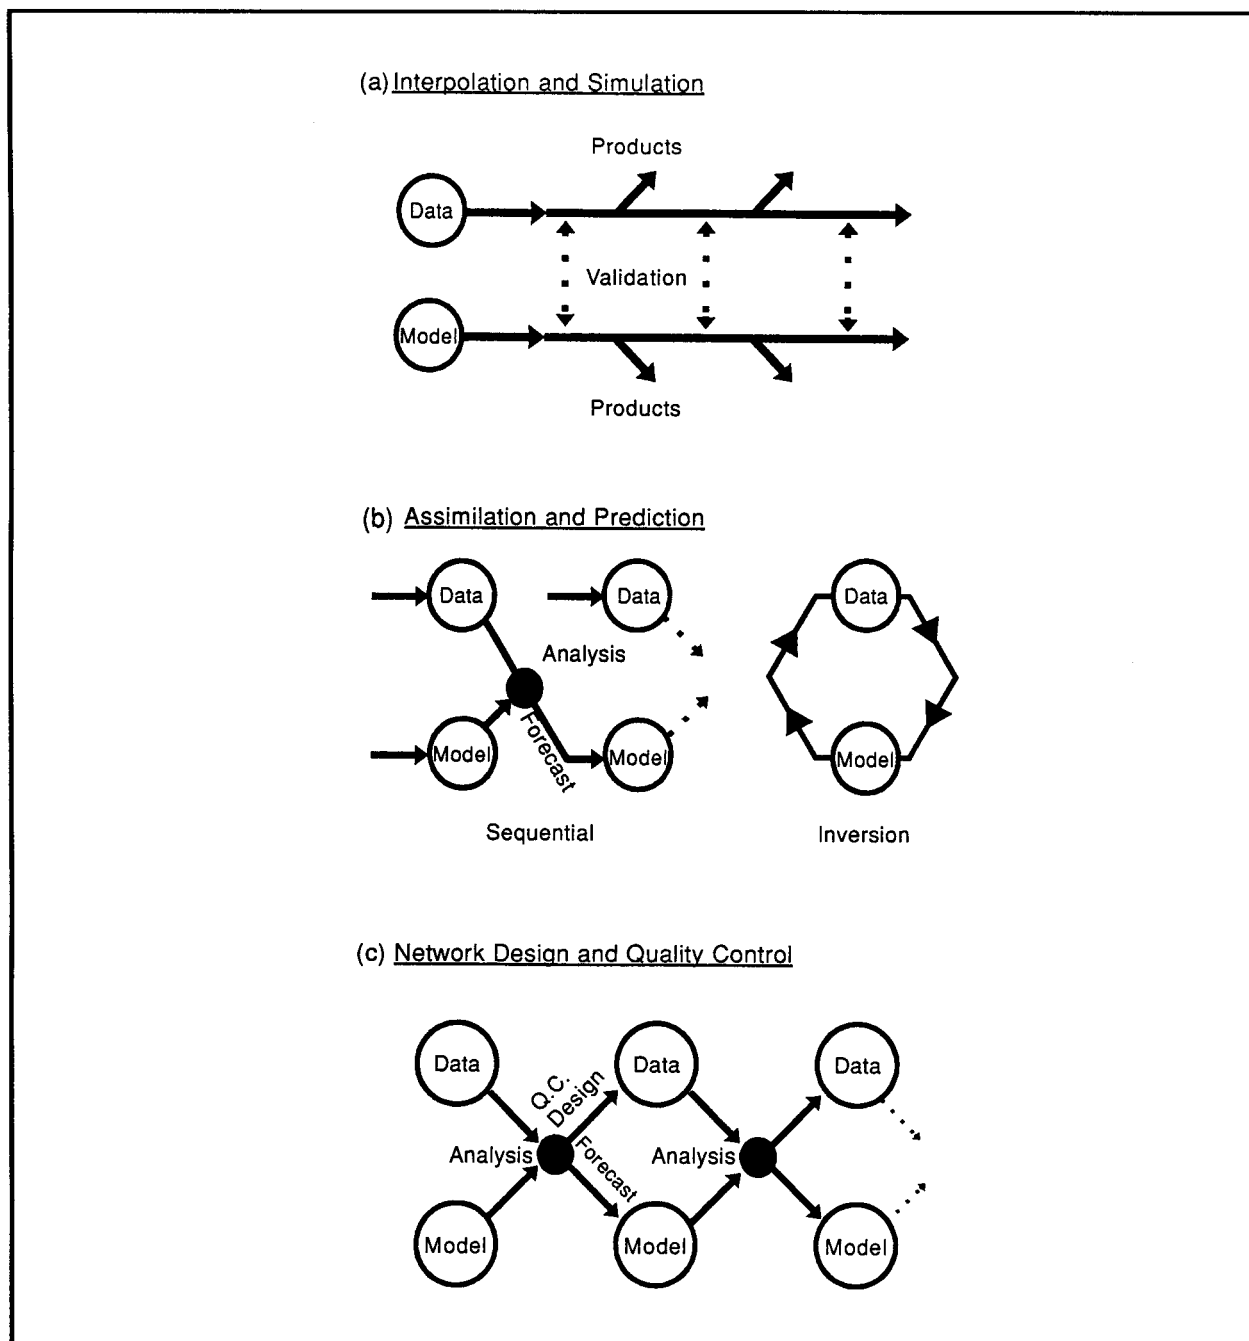 (a) Interpolation and Simulation
Products
Data
Validation
Model
Products
(b) Assimilation and Prediction
Data
Data
Data
Analysis
Forecast
Model
Model
Model
Sequential
Inversion
(c) Network Design and Quality Control
Data
Q.C.
Design
Data
Data
Analysis
Forecast
Analysis
Model
Model
Model